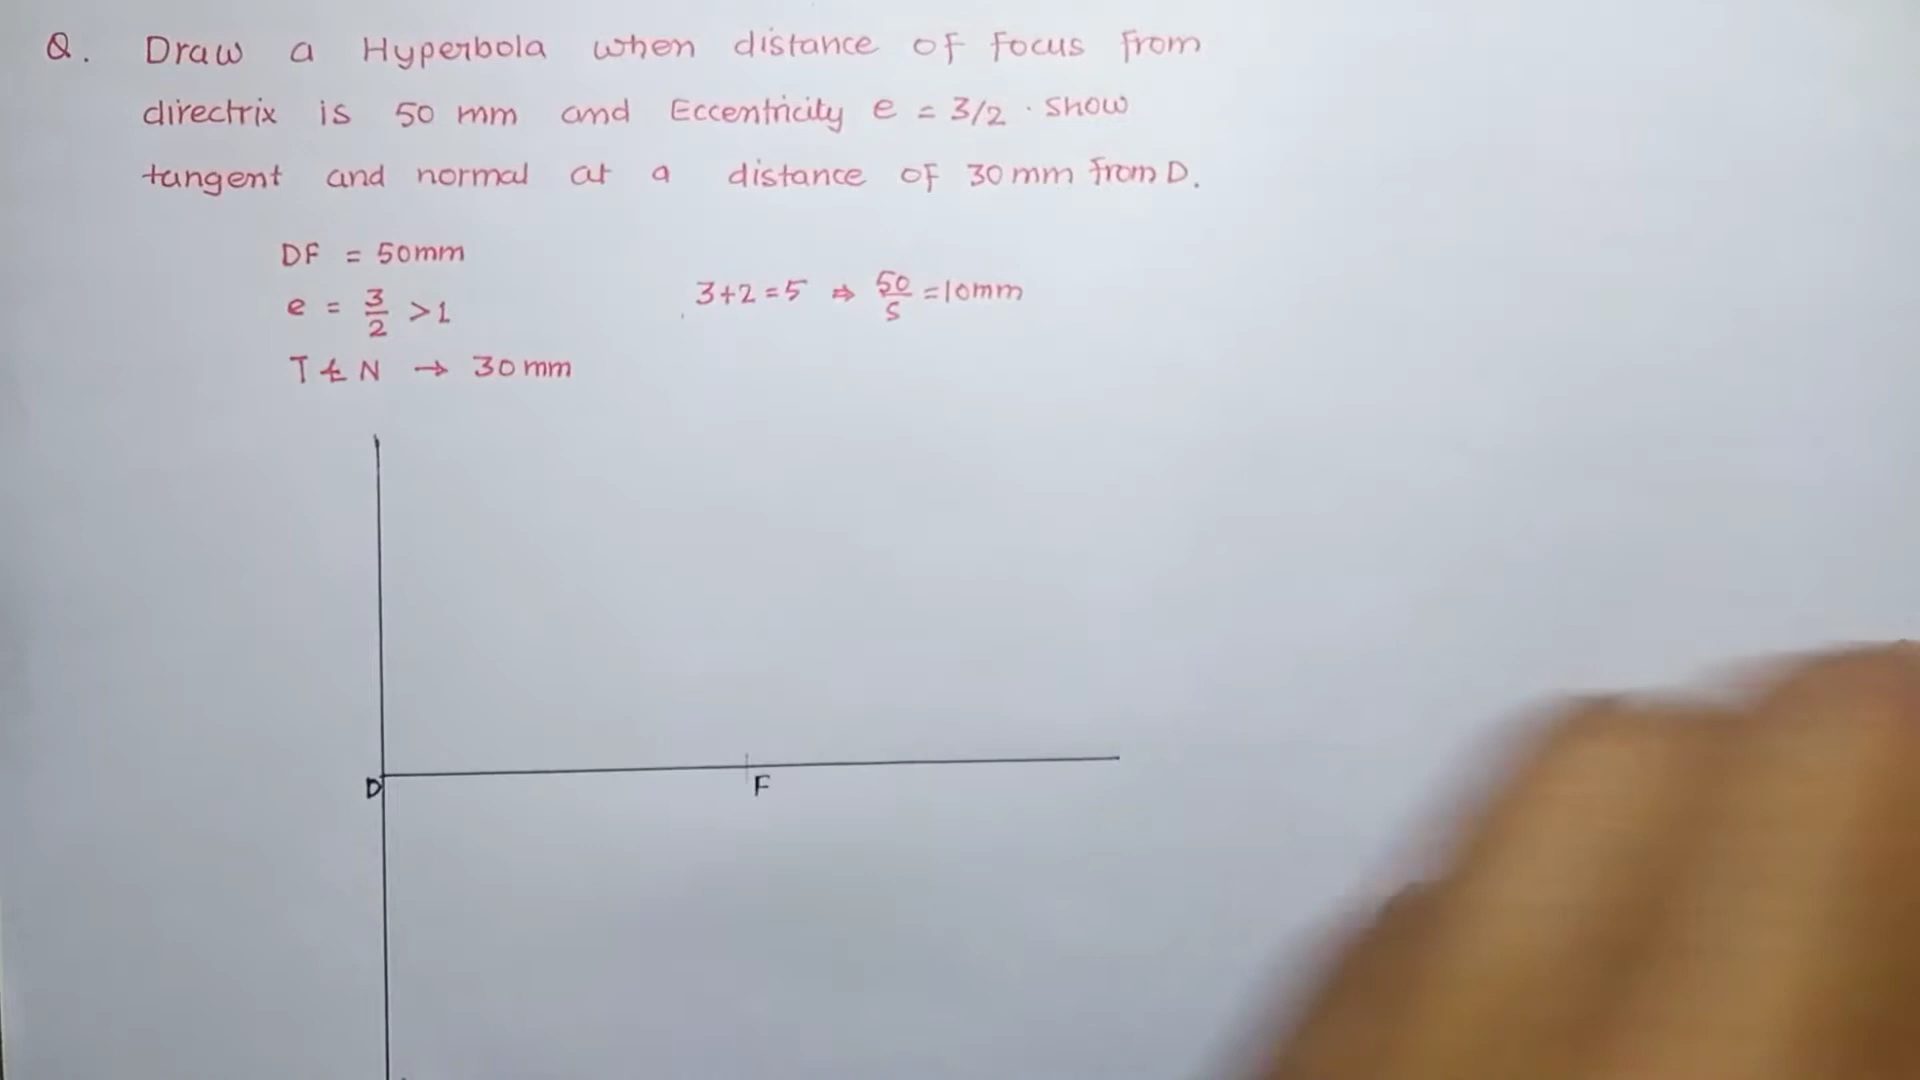 Q. Draw a Hyperbola when distance of focus from
directrix is 50 mm and Eccentricity e = 3/2 . show
tangent and normal at a distance of 30 mm from D.
DF = 50mm
e = 3/2 > 1
3+2=5 ⇒ 50/5 = 10mm
T & N → 30 mm
D
F